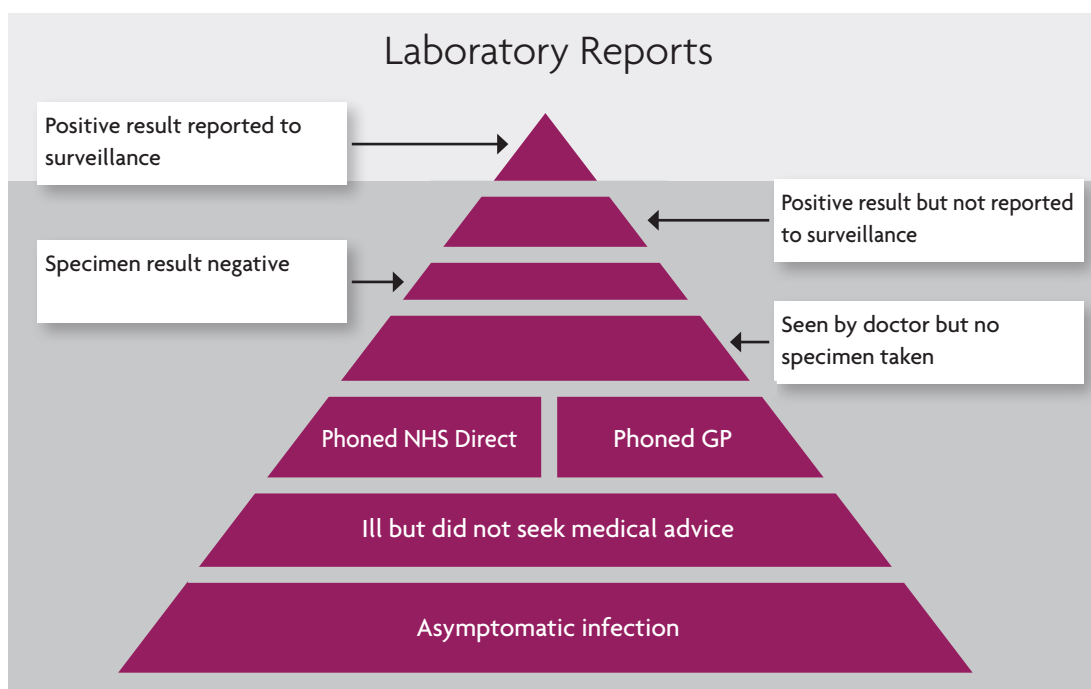 Laboratory Reports
Positive result reported to
surveillance
Positive result but not reported
to surveillance
Specimen result negative
Seen by doctor but no
specimen taken
Phoned NHS Direct
Phoned GP
Ill but did not seek medical advice
Asymptomatic infection